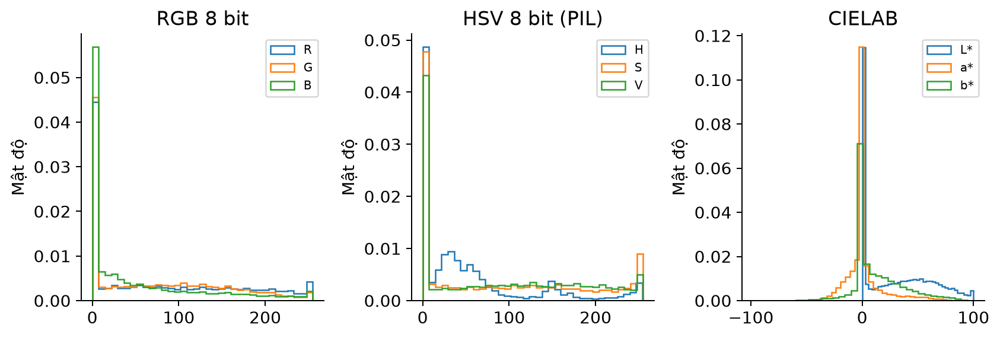 RGB 8 bit
Mật độ
0.05
0.04
0.03
0.02
0.01
0.00
0 100 200
R
G
B
HSV 8 bit (PIL)
Mật độ
0.05
0.04
0.03
0.02
0.01
0.00
0 100 200
H
S
V
CIELAB
Mật độ
0.12
0.10
0.08
0.06
0.04
0.02
0.00
−100 0 100
L*
a*
b*